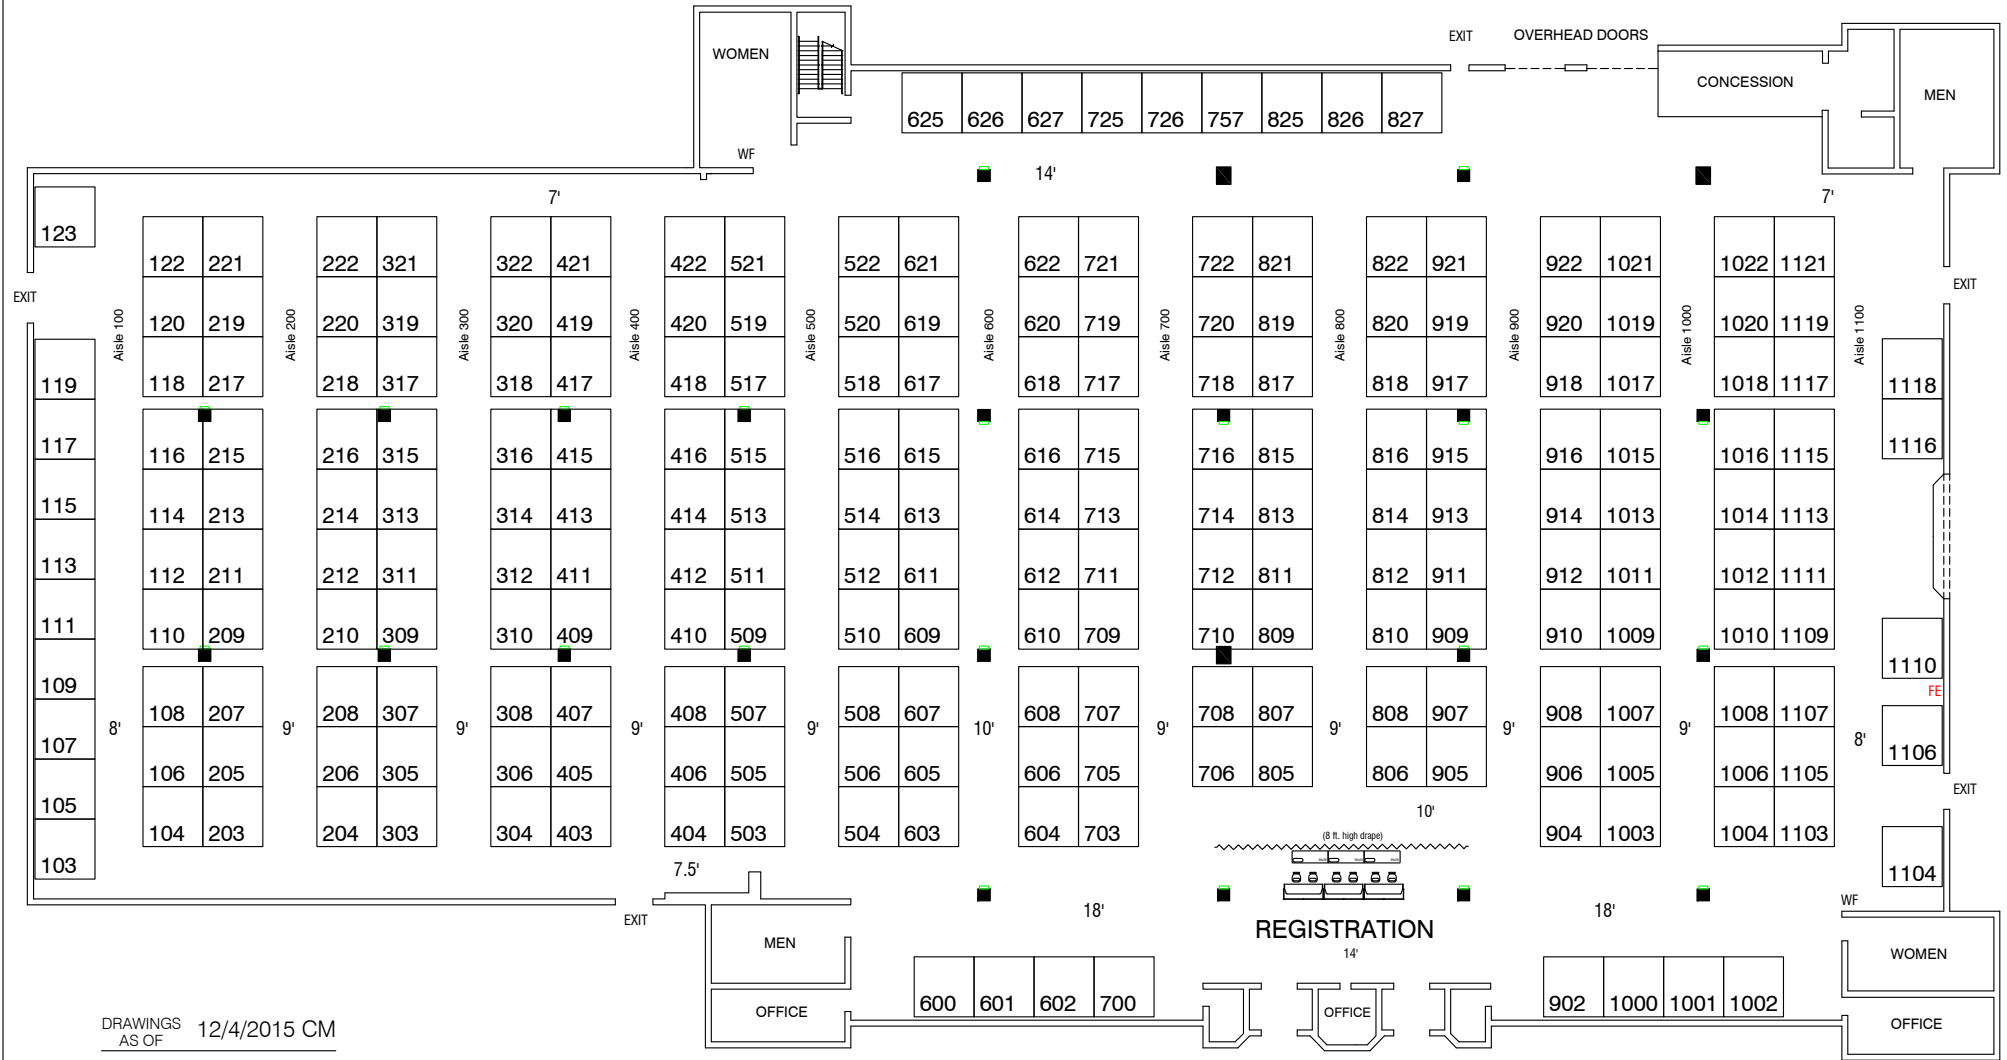 EXIT OVERHEAD DOORS
WOMEN
CONCESSION
MEN
625 626 627 725 726 757 825 826 827
WF
14'
7' 7'
123
122 221 222 321 322 421 422 521 522 621 622 721 722 821 822 921 922 1021 1022 1121
EXIT EXIT
120 219 220 319 320 419 420 519 520 619 620 719 720 819 820 919 920 1019 1020 1119
Aisle 100 Aisle 200 Aisle 300 Aisle 400 Aisle 500 Aisle 600 Aisle 700 Aisle 800 Aisle 900 Aisle 1000 Aisle 1100
119 118 217 218 317 318 417 418 517 518 617 618 717 718 817 818 917 918 1017 1018 1117 1118
117 116 215 216 315 316 415 416 515 516 615 616 715 716 815 816 915 916 1015 1016 1115 1116
115 114 213 214 313 314 413 414 513 514 613 614 713 714 813 814 913 914 1013 1014 1113
113 112 211 212 311 312 411 412 511 512 611 612 711 712 811 812 911 912 1011 1012 1111
111 110 209 210 309 310 409 410 509 510 609 610 709 710 809 810 909 910 1009 1010 1109
1110
109
FE
108 207 208 307 308 407 408 507 508 607 608 707 708 807 808 907 908 1007 1008 1107
8' 9' 9' 9' 9' 10' 9' 9' 9' 9' 8'
107 1106
106 205 206 305 306 405 406 505 506 605 606 705 706 805 806 905 906 1005 1006 1105
EXIT
105
10'
104 203 204 303 304 403 404 503 504 603 604 703 904 1003 1004 1103
(8 ft. high drape)
103 7.5' 1104
WF
18' 18'
EXIT
REGISTRATION
MEN
14'
WOMEN
600 601 602 700 902 1000 1001 1002
OFFICE OFFICE
OFFICE
DRAWINGS
AS OF
12/4/2015 CM